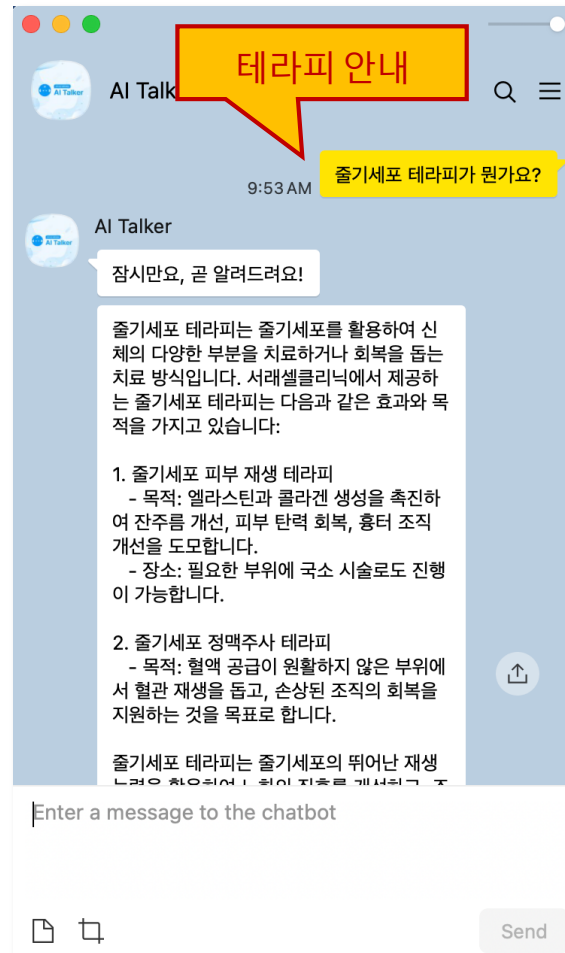 테라피 안내
AI Talk
줄기세포 테라피가 뭔가요?
9:53 AM
AI Talker
AI Talker
AI Talker
잠시만요, 곧 알려드려요!
줄기세포 테라피는 줄기세포를 활용하여 신
체의 다양한 부분을 치료하거나 회복을 돕는
치료 방식입니다. 서래셀클리닉에서 제공하
는 줄기세포 테라피는 다음과 같은 효과와 목
적을 가지고 있습니다:
1. 줄기세포 피부 재생 테라피
- 목적: 엘라스틴과 콜라겐 생성을 촉진하
여 잔주름 개선, 피부 탄력 회복, 흉터 조직
개선을 도모합니다.
- 장소: 필요한 부위에 국소 시술로도 진행
이 가능합니다.
2. 줄기세포 정맥주사 테라피
- 목적: 혈액 공급이 원활하지 않은 부위에
서 혈관 재생을 돕고, 손상된 조직의 회복을
지원하는 것을 목표로 합니다.
줄기세포 테라피는 줄기세포의 뛰어난 재생
Enter a message to the chatbot
Send